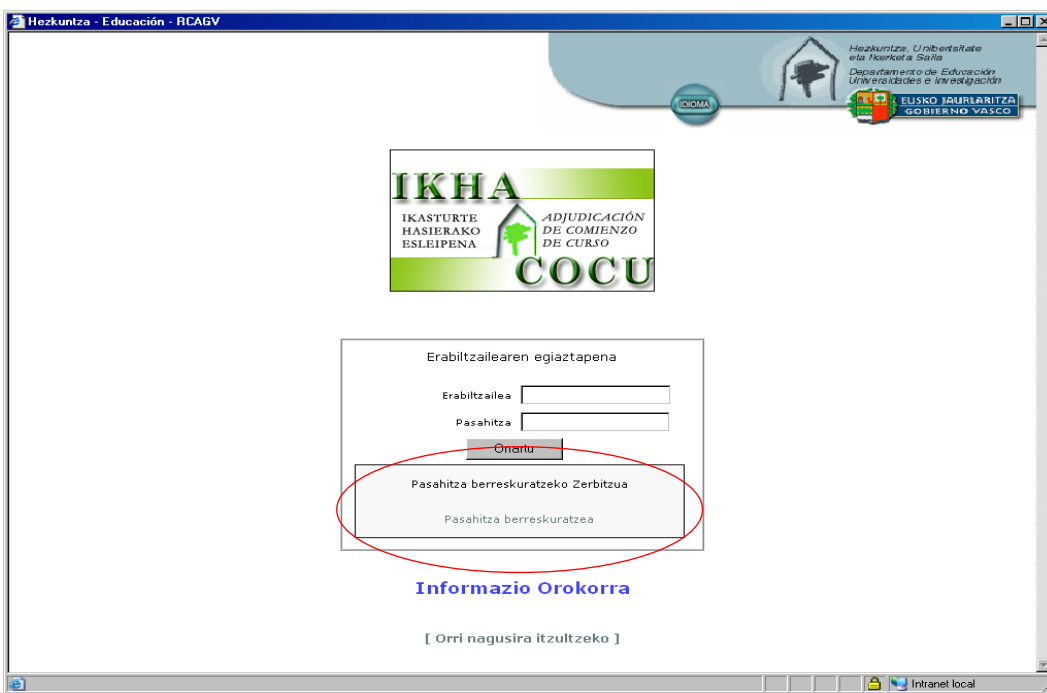 Hezkuntza - Educación - RCAGV
Hezkuntza, Unibertsitate
eta Ikerketa Saila
Departamento de Educación
Universidades e Investigación
IDIOMA
EUSKO JAURLARITZA
GOBIERNO VASCO
IKHA
IKASTURTE
HASIERAKO
ESLEIPENA
ADJUDICACIÓN
DE COMIENZO
DE CURSO
COCU
Erabiltzailearen egiaztapena
Erabiltzailea
Pasahitza
Onartu
Pasahitza berreskuratzeko Zerbitzua
Pasahitza berreskuratzea
Informazio Orokorra
[ Orri nagusira itzultzeko ]
Intranet local